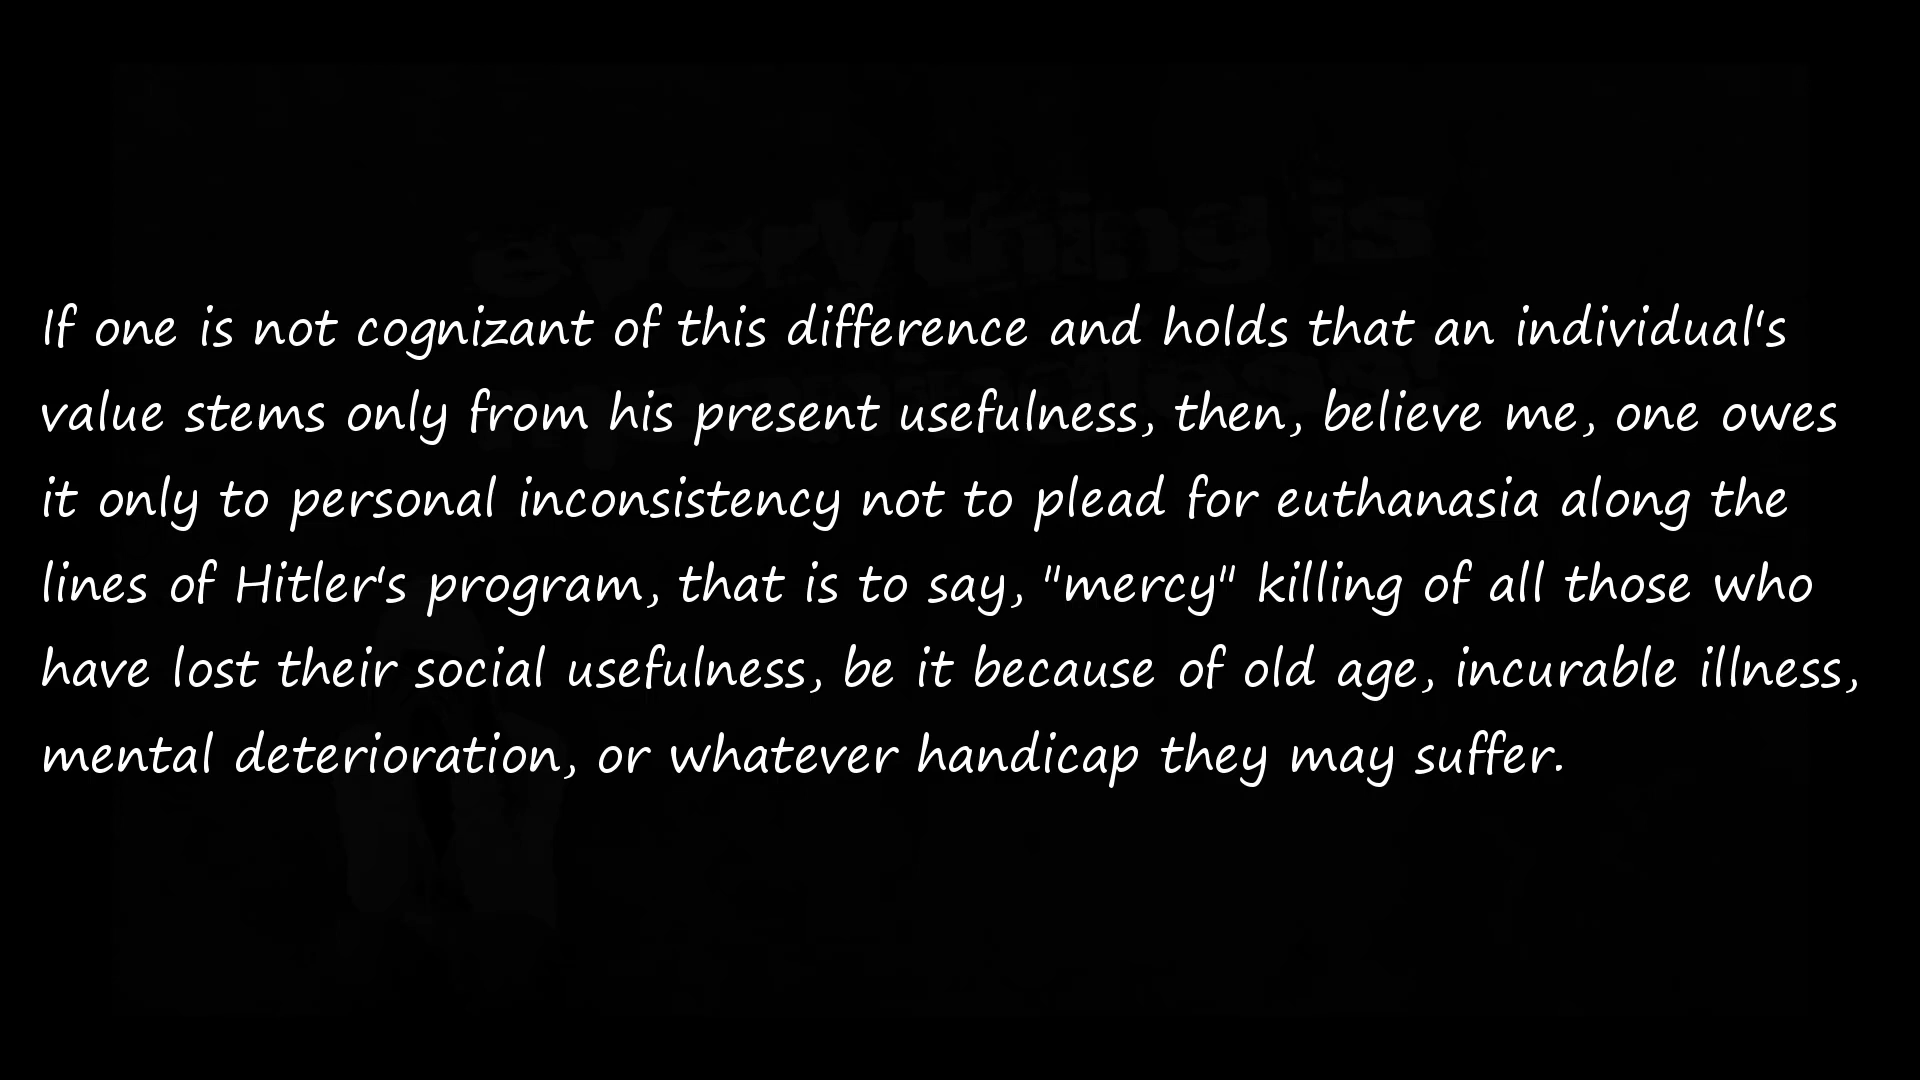 everything is
If one is not cognizant of this difference and holds that an individual's
value stems only from his present usefulness, then, believe me, one owes
it only to personal inconsistency not to plead for euthanasia along the
lines of Hitler's program, that is to say, "mercy" killing of all those who
have lost their social usefulness, be it because of old age, incurable illness,
mental deterioration, or whatever handicap they may suffer.